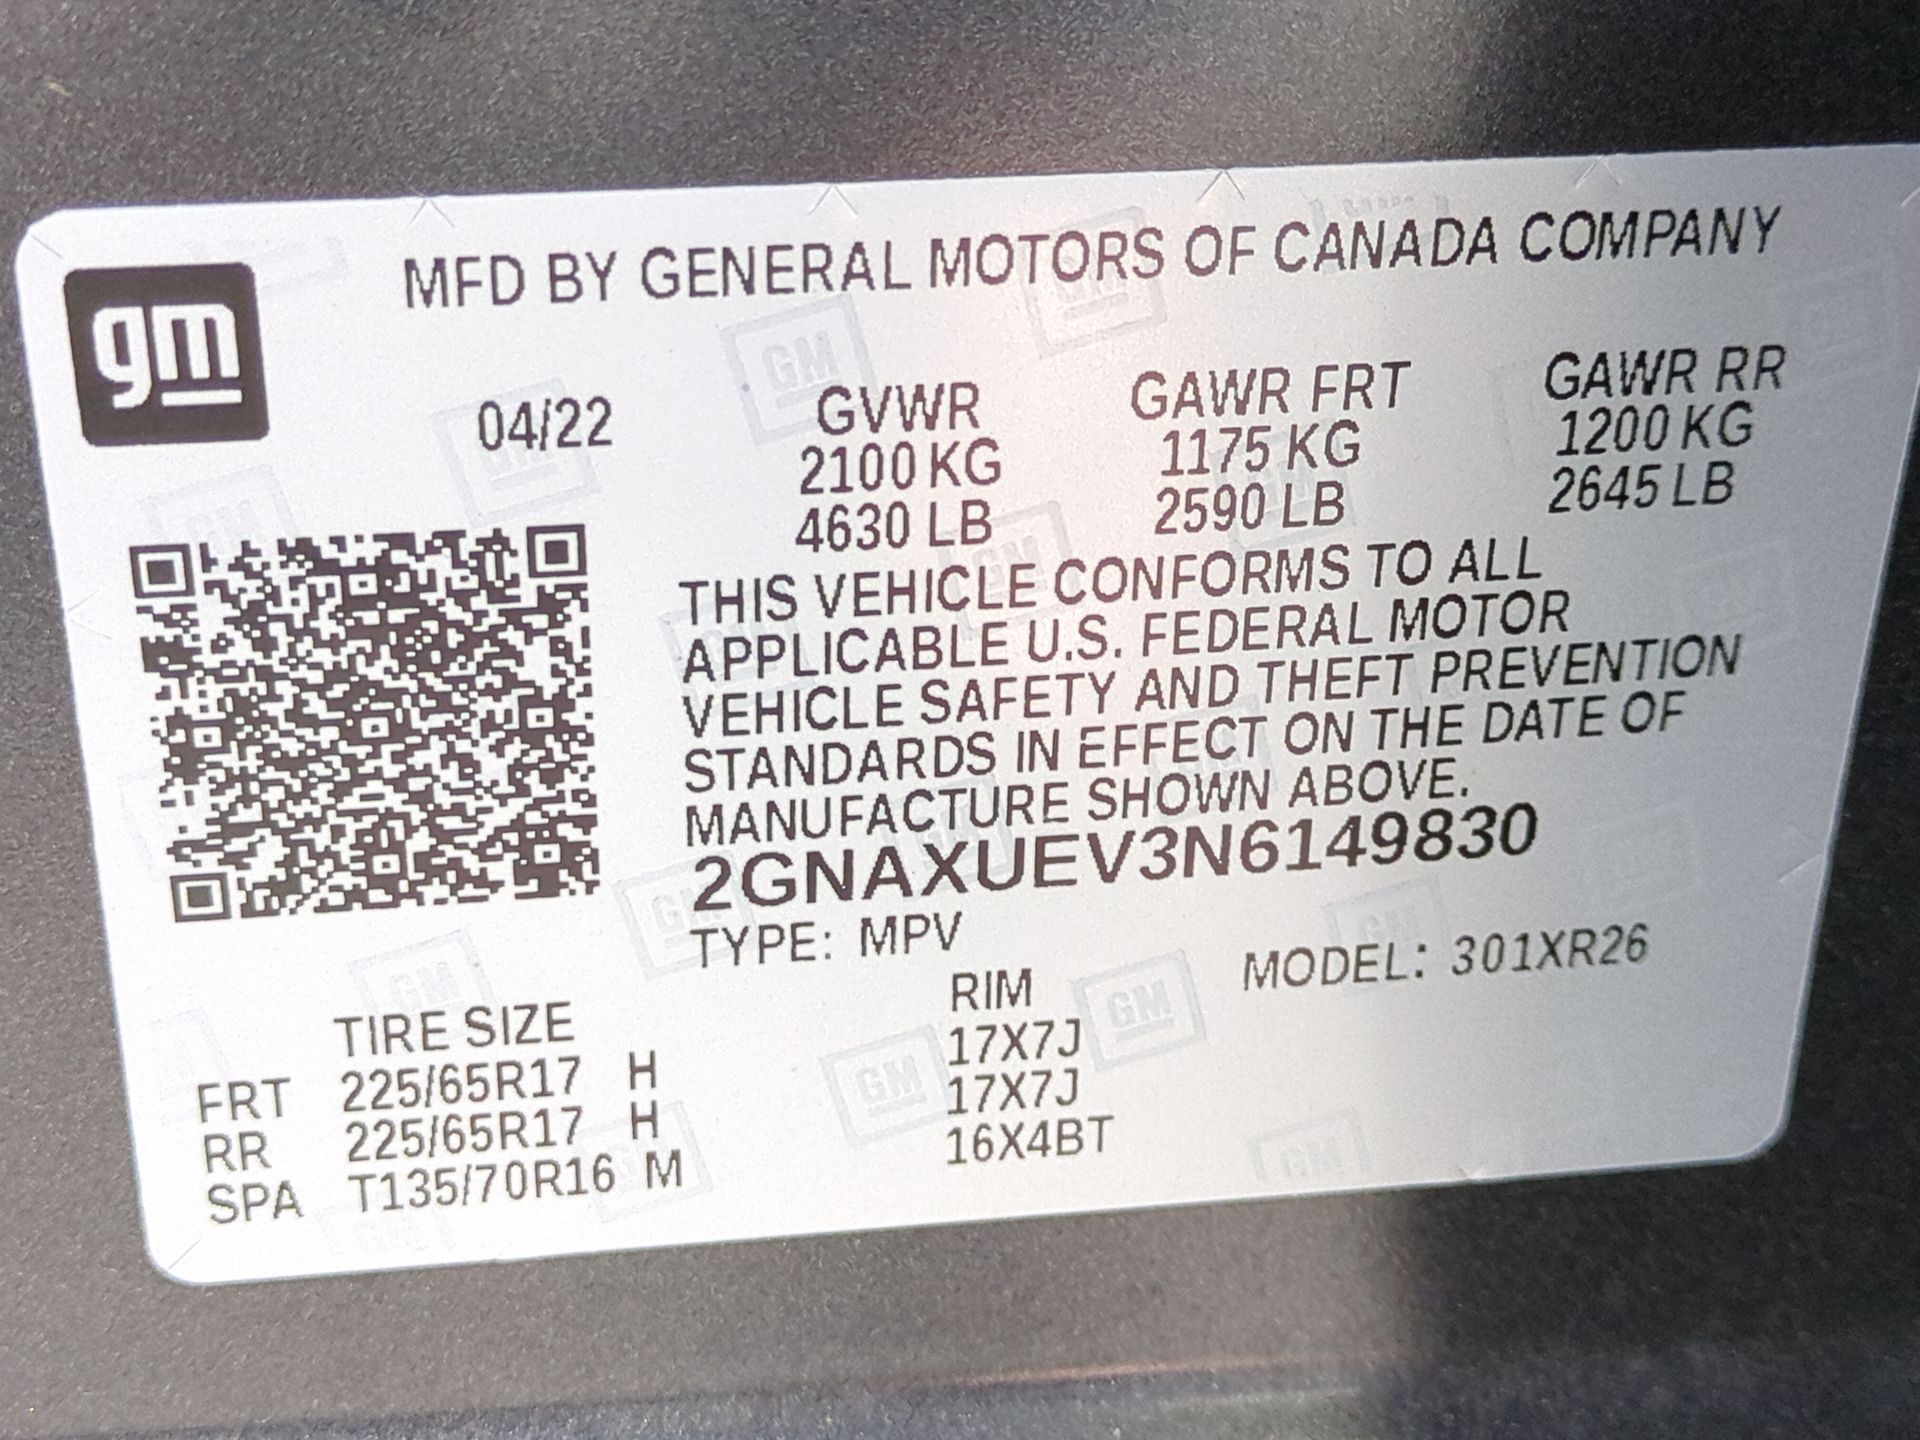 gm
MFD BY GENERAL MOTORS OF CANADA COMPANY
04/22 GVWR GAWR FRT GAWR RR
2100 KG 1175 KG 1200 KG
4630 LB 2590 LB 2645 LB
THIS VEHICLE CONFORMS TO ALL
APPLICABLE U.S. FEDERAL MOTOR
VEHICLE SAFETY AND THEFT PREVENTION
STANDARDS IN EFFECT ON THE DATE OF
MANUFACTURE SHOWN ABOVE.
2GNAXUEV3N6149830
TYPE: MPV MODEL: 301XR26
TIRE SIZE RIM
FRT 225/65R17 H 17X7J
RR 225/65R17 H 17X7J
SPA T135/70R16 M 16X4BT